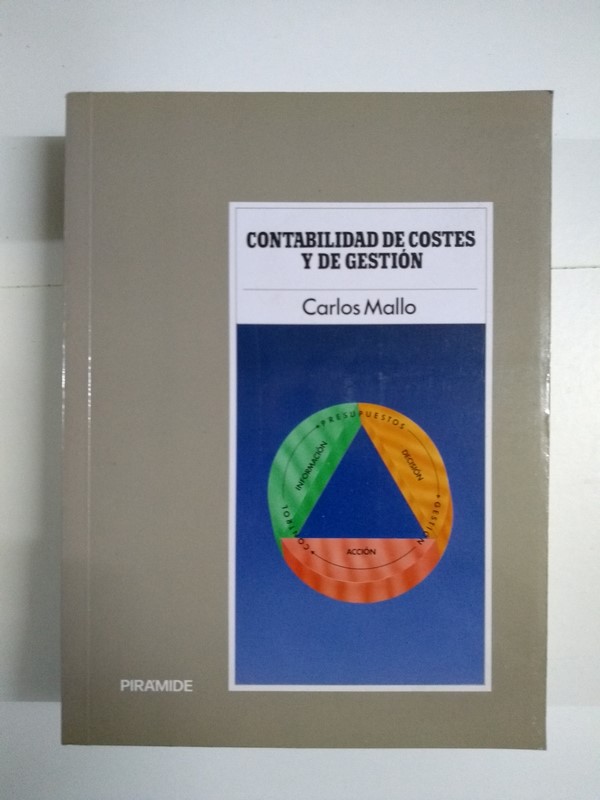 CONTABILIDAD DE COSTES
Y DE GESTIÓN
Carlos Mallo
PRESUPUESTOS
INFORMACIÓN
DECISIÓN
CONTROL
GESTIÓN
ACCIÓN
PIRÁMIDE